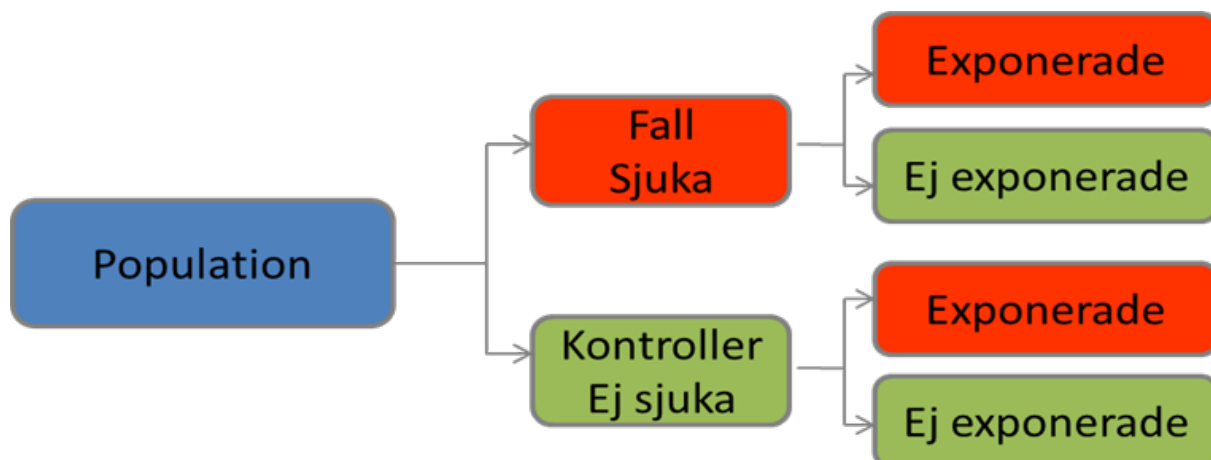 Population
Fall
Sjuka
Exponerade
Ej exponerade
Kontroller
Ej sjuka
Exponerade
Ej exponerade